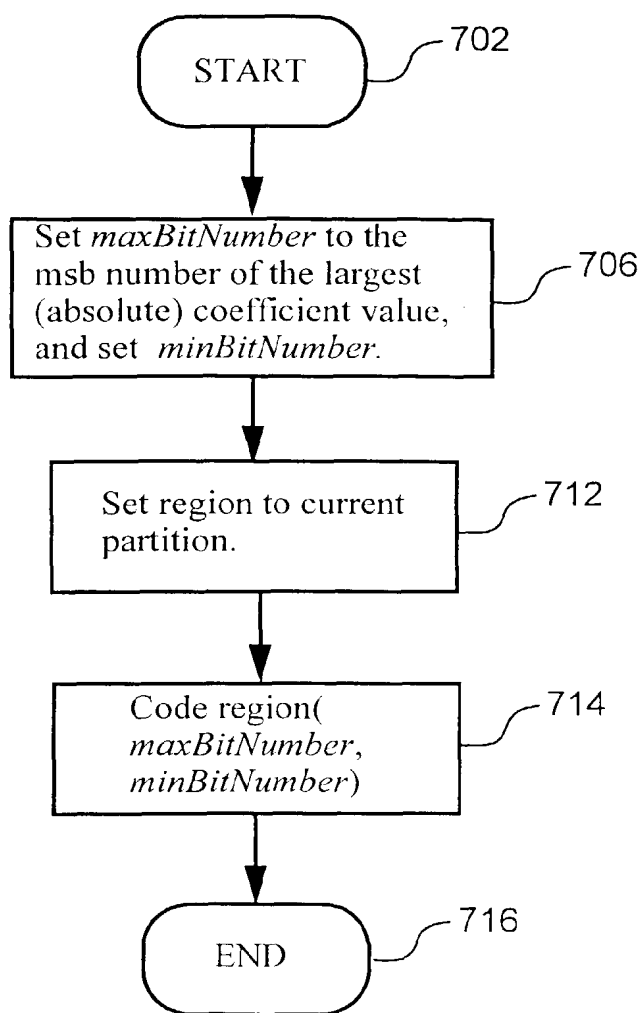 START
702
Set maxBitNumber to the
msb number of the largest
(absolute) coefficient value,
and set minBitNumber.
706
Set region to current
partition.
712
Code region(
maxBitNumber,
minBitNumber)
714
END
716